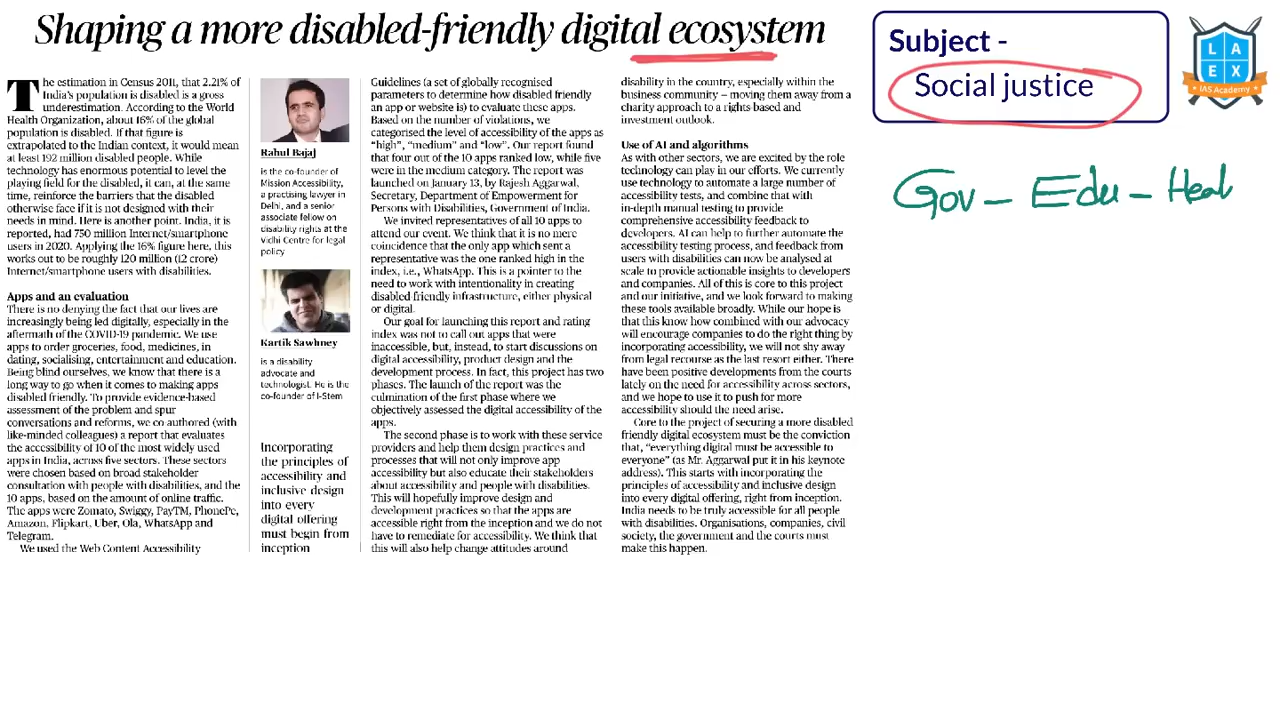 Shaping a more disabled-friendly digital ecosystem
The estimation in Census 2011, that 2.21% of
India's population is disabled is a gross
underestimation. According to the World
Health Organization, about 16% of the global
population is disabled. If that figure is
extrapolated to the Indian context, it would mean
at least 192 million disabled people. While
technology has enormous potential to level the
playing field for the disabled, it can, at the same
time, reinforce the barriers that the disabled
otherwise face if it is not designed with their
needs in mind. Here is another point. India, it is
reported, had 750 million Internet/smartphone
users in 2020. Applying the 16% figure here, this
works out to be roughly 120 million (12 crore)
Internet/smartphone users with disabilities.
Apps and an evaluation
There is no denying the fact that our lives are
increasingly being led digitally, especially in the
aftermath of the COVID-19 pandemic. We use
apps to order groceries, food, medicines, in
dating, socialising, entertainment and education.
Being blind ourselves, we know that there is a
long way to go when it comes to making apps
disabled friendly. To provide evidence-based
assessment of the problem and spur
conversations and reforms, we co-authored (with
like-minded colleagues) a report that evaluates
the accessibility of 10 of the most widely used
apps in India, across five sectors. These sectors
were chosen based on broad stakeholder
consultation with people with disabilities, and the
10 apps, based on the amount of online traffic.
The apps were Zomato, Swiggy, PayTM, PhonePe,
Amazon, Flipkart, Uber, Ola, WhatsApp and
Telegram.
We used the Web Content Accessibility
Rahul Bajaj
is the co-founder of
Mission Accessibility,
a practising lawyer in
Delhi, and a senior
associate fellow on
disability rights at the
Vidhi Centre for legal
policy
Kartik Sawhney
is a disability
advocate and
technologist. He is the
co-founder of I-Stem
Incorporating
the principles of
accessibility and
inclusive design
into every
digital offering
must begin from
inception
Guidelines (a set of globally recognised
parameters to determine how disabled friendly
an app or website is) to evaluate these apps.
Based on the number of violations, we
categorised the level of accessibility of the apps as
"high", "medium" and "low". Our report found
that four out of the 10 apps ranked low, while five
were in the medium category. The report was
launched on January 13, by Rajesh Aggarwal,
Secretary, Department of Empowerment for
Persons with Disabilities, Government of India.
We invited representatives of all 10 apps to
attend our event. We think that it is no mere
coincidence that the only app which sent a
representative was the one ranked high in the
index, i.e., WhatsApp. This is a pointer to the
need to work with intentionality in creating
disabled friendly infrastructure, either physical
or digital.
Our goal for launching this report and rating
index was not to call out apps that were
inaccessible, but, instead, to start discussions on
digital accessibility, product design and the
development process. In fact, this project has two
phases. The launch of the report was the
culmination of the first phase where we
objectively assessed the digital accessibility of the
apps.
The second phase is to work with these service
providers and help them design practices and
processes that will not only improve app
accessibility but also educate their stakeholders
about accessibility and people with disabilities.
This will hopefully improve design and
development practices so that the apps are
accessible right from the inception and we do not
have to remediate for accessibility. We think that
this will also help change attitudes around
disability in the country, especially within the
business community – moving them away from a
charity approach to a rights-based and
investment outlook.
Use of AI and algorithms
As with other sectors, we are excited by the role
technology can play in our efforts. We currently
use technology to automate a large number of
accessibility tests, and combine that with
in-depth manual testing to provide
comprehensive accessibility feedback to
developers. AI can help to further automate the
accessibility testing process, and feedback from
users with disabilities can now be analysed at
scale to provide actionable insights to developers
and companies. All of this is core to this project
and our initiative, and we look forward to making
these tools available broadly. While our hope is
that this know how combined with our advocacy
will encourage companies to do the right thing by
incorporating accessibility, we will not shy away
from legal recourse as the last resort either. There
have been positive developments from the courts
lately on the need for accessibility across sectors,
and we hope to use it to push for more
accessibility should the need arise.
Core to the project of securing a more disabled
friendly digital ecosystem must be the conviction
that, "everything digital must be accessible to
everyone" (as Mr. Aggarwal put it in his keynote
address). This starts with incorporating the
principles of accessibility and inclusive design
into every digital offering, right from inception.
India needs to be truly accessible for all people
with disabilities. Organisations, companies, civil
society, the government and the courts must
make this happen.
Subject -
Social justice
L A
E X
IAS Academy
Gov - Edu - Heal